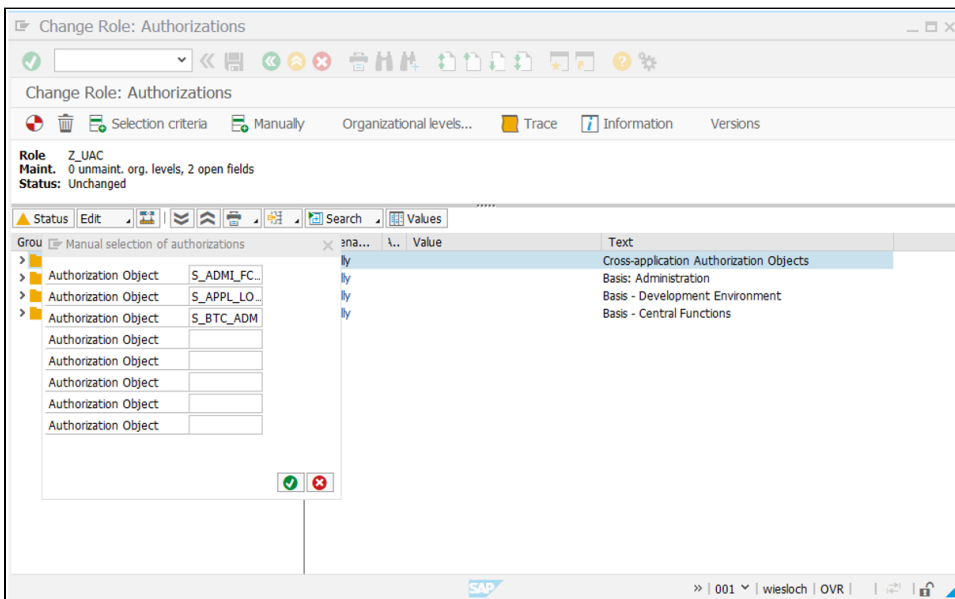 Change Role: Authorizations
Change Role: Authorizations
Selection criteria Manually Organizational levels... Trace Information Versions
Role Z_UAC
Maint. 0 unmaint. org. levels, 2 open fields
Status: Unchanged
Status Edit Search Values
Grou Manual selection of authorizations ena... Value Text
lly Cross-application Authorization Objects
Authorization Object S_ADMI_FC... lly Basis: Administration
Authorization Object S_APPL_LO... lly Basis - Development Environment
Authorization Object S_BTC_ADM lly Basis - Central Functions
Authorization Object
Authorization Object
Authorization Object
Authorization Object
Authorization Object
SAP » | 001 | wiesloch | OVR |